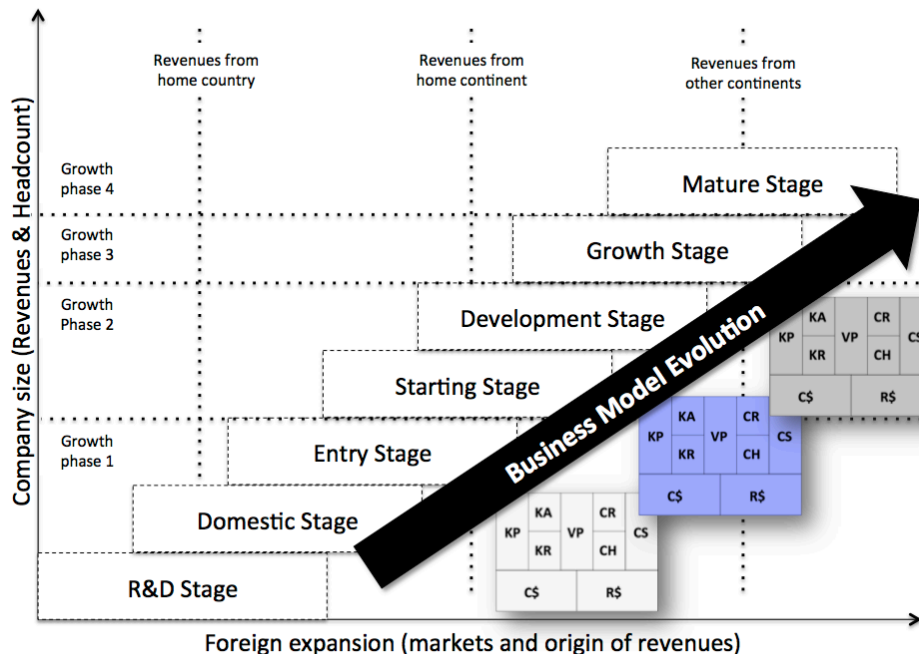 Company size (Revenues & Headcount)
Revenues from
home country
Revenues from
home continent
Revenues from
other continents
Growth
phase 4
Mature Stage
Growth
phase 3
Growth Stage
Growth
Phase 2
Development Stage
Starting Stage
Growth
phase 1
Entry Stage
Domestic Stage
R&D Stage
Business Model Evolution
KP
KA
KR
VP
CR
CH
CS
C$
R$
KP
KA
KR
VP
CR
CH
CS
C$
R$
KP
KA
KR
VP
CR
CH
CS
C$
R$
Foreign expansion (markets and origin of revenues)